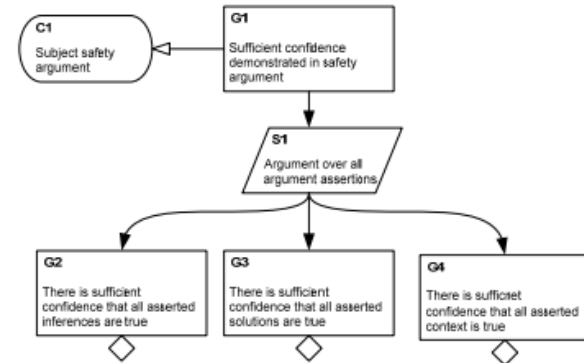 C1
Subject safety
argument
G1
Sufficient confidence
demonstrated in safety
argument
S1
Argument over all
argument assertions
G2
There is sufficient
confidence that all asserted
inferences are true
G3
There is sufficient
confidence that all asserted
solutions are true
G4
There is sufficnet
confidence that all asserted
context is true